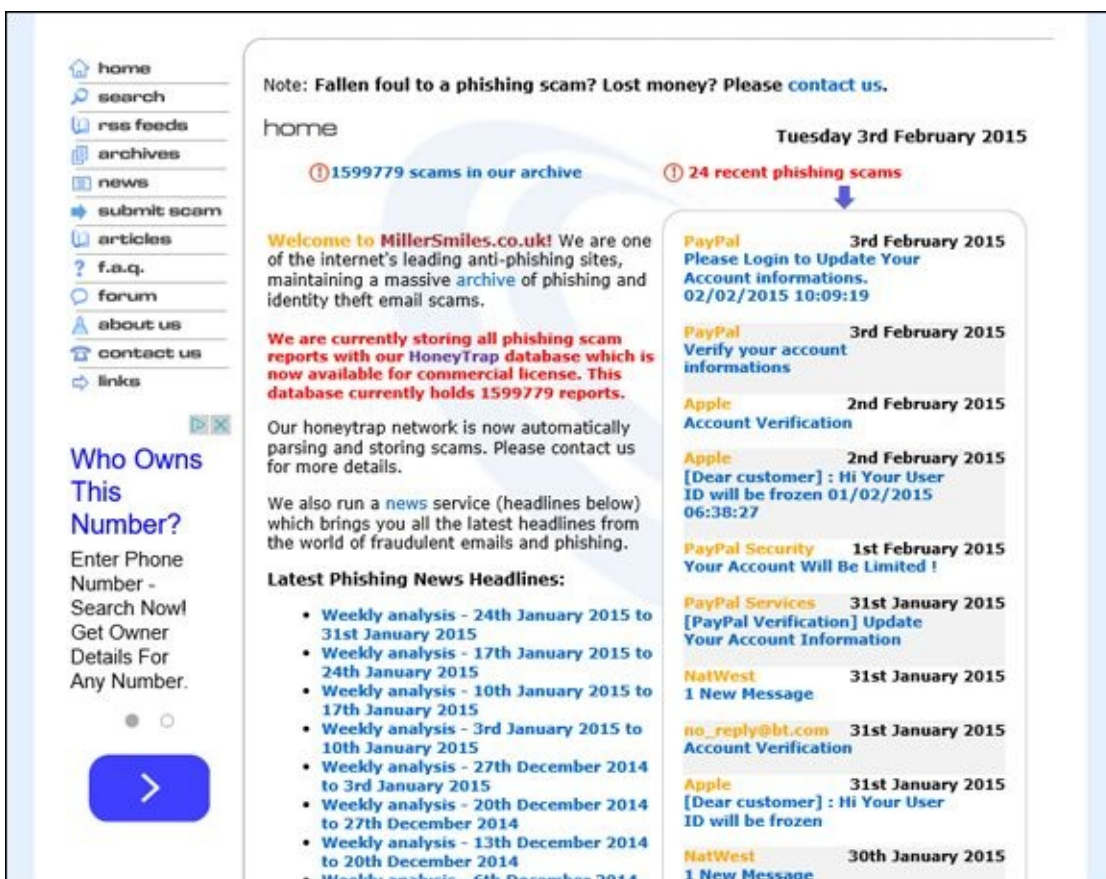 home
search
rss feeds
archives
news
submit scam
articles
f.a.q.
forum
about us
contact us
links
Who Owns
This
Number?
Enter Phone
Number -
Search Now!
Get Owner
Details For
Any Number.
Note: Fallen foul to a phishing scam? Lost money? Please contact us.
home
Tuesday 3rd February 2015
1599779 scams in our archive
24 recent phishing scams
Welcome to MillerSmiles.co.uk! We are one
of the internet's leading anti-phishing sites,
maintaining a massive archive of phishing and
identity theft email scams.
We are currently storing all phishing scam
reports with our HoneyTrap database which is
now available for commercial license. This
database currently holds 1599779 reports.
Our honeytrap network is now automatically
parsing and storing scams. Please contact us
for more details.
We also run a news service (headlines below)
which brings you all the latest headlines from
the world of fraudulent emails and phishing.
Latest Phishing News Headlines:
• Weekly analysis - 24th January 2015 to
31st January 2015
• Weekly analysis - 17th January 2015 to
24th January 2015
• Weekly analysis - 10th January 2015 to
17th January 2015
• Weekly analysis - 3rd January 2015 to
10th January 2015
• Weekly analysis - 27th December 2014
to 3rd January 2015
• Weekly analysis - 20th December 2014
to 27th December 2014
• Weekly analysis - 13th December 2014
to 20th December 2014
• Weekly analysis - 6th December 2014
PayPal 3rd February 2015
Please Login to Update Your
Account informations.
02/02/2015 10:09:19
PayPal 3rd February 2015
Verify your account
informations
Apple 2nd February 2015
Account Verification
Apple 2nd February 2015
[Dear customer] : Hi Your User
ID will be frozen 01/02/2015
06:38:27
PayPal Security 1st February 2015
Your Account Will Be Limited !
PayPal Services 31st January 2015
[PayPal Verification] Update
Your Account Information
NatWest 31st January 2015
1 New Message
no_reply@bt.com 31st January 2015
Account Verification
Apple 31st January 2015
[Dear customer] : Hi Your User
ID will be frozen
NatWest 30th January 2015
1 New Message